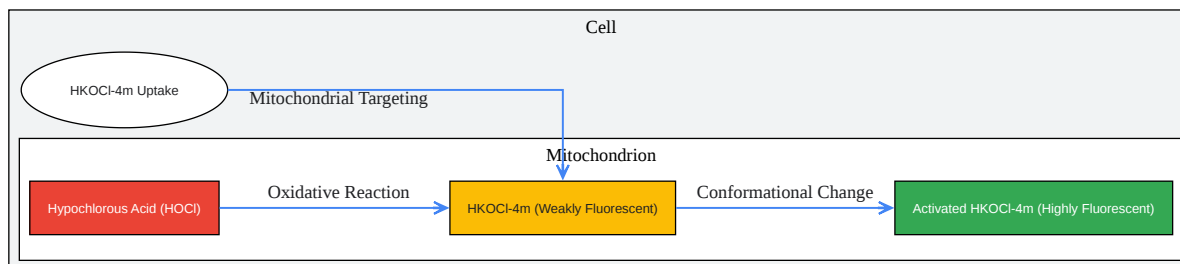 Cell
HKOCl-4m Uptake
Mitochondrial Targeting
Mitochondrion
Hypochlorous Acid (HOCl)
Oxidative Reaction
HKOCl-4m (Weakly Fluorescent)
Conformational Change
Activated HKOCl-4m (Highly Fluorescent)